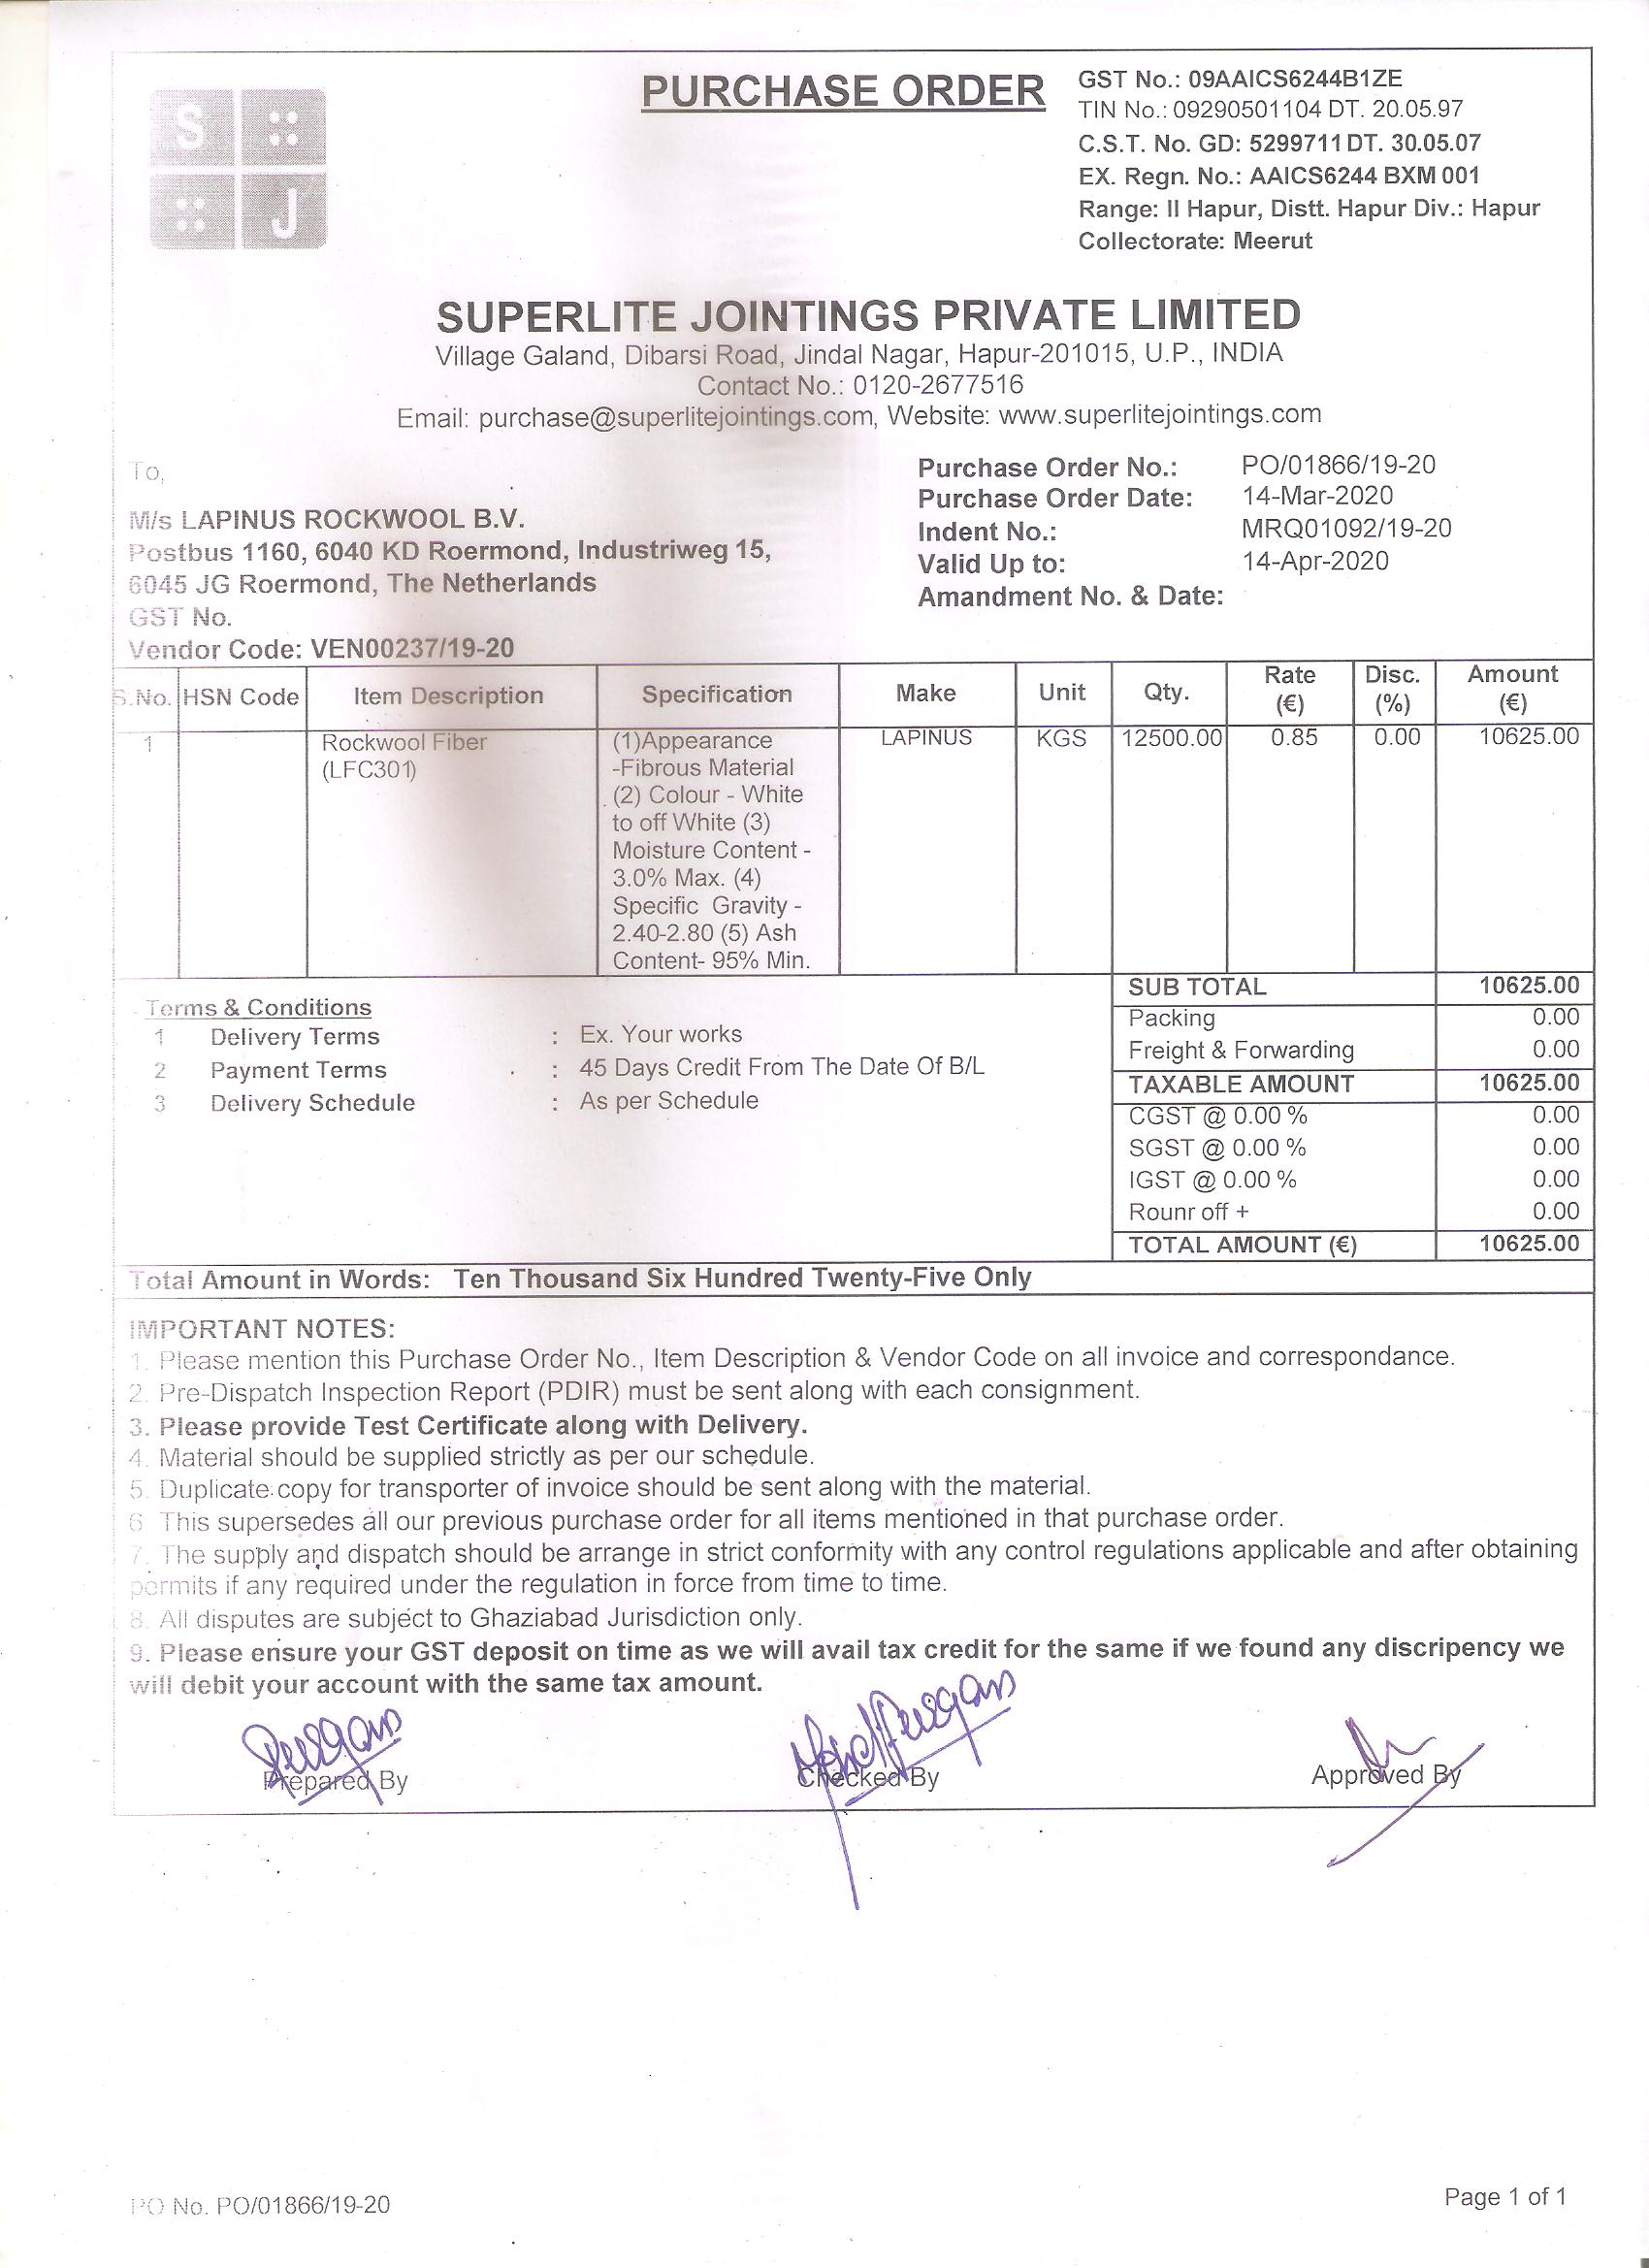 S
J
PURCHASE ORDER
GST No.: 09AAICS6244B1ZE
TIN No.: 09290501104 DT. 20.05.97
C.S.T. No. GD: 5299711 DT. 30.05.07
EX. Regn. No.: AAICS6244 BXM 001
Range: II Hapur, Distt. Hapur Div.: Hapur
Collectorate: Meerut
SUPERLITE JOINTINGS PRIVATE LIMITED
Village Galand, Dibarsi Road, Jindal Nagar, Hapur-201015, U.P., INDIA
Contact No.: 0120-2677516
Email: purchase@superlitejointings.com, Website: www.superlitejointings.com
To,
M/s LAPINUS ROCKWOOL B.V.
Postbus 1160, 6040 KD Roermond, Industriweg 15,
6045 JG Roermond, The Netherlands
GST No.
Vendor Code: VEN00237/19-20
Purchase Order No.: PO/01866/19-20
Purchase Order Date: 14-Mar-2020
Indent No.: MRQ01092/19-20
Valid Up to: 14-Apr-2020
Amandment No. & Date:
S.No. HSN Code Item Description Specification Make Unit Qty. Rate (€) Disc. (%) Amount (€)
1 Rockwool Fiber (1)Appearance LAPINUS KGS 12500.00 0.85 0.00 10625.00
(LFC301) -Fibrous Material
(2) Colour - White
to off White (3)
Moisture Content -
3.0% Max. (4)
Specific Gravity -
2.40-2.80 (5) Ash
Content- 95% Min.
Terms & Conditions
1 Delivery Terms : Ex. Your works
2 Payment Terms : 45 Days Credit From The Date Of B/L
3 Delivery Schedule : As per Schedule
SUB TOTAL 10625.00
Packing 0.00
Freight & Forwarding 0.00
TAXABLE AMOUNT 10625.00
CGST @ 0.00 % 0.00
SGST @ 0.00 % 0.00
IGST @ 0.00 % 0.00
Rounr off + 0.00
TOTAL AMOUNT (€) 10625.00
Total Amount in Words: Ten Thousand Six Hundred Twenty-Five Only
IMPORTANT NOTES:
1. Please mention this Purchase Order No., Item Description & Vendor Code on all invoice and correspondance.
2. Pre-Dispatch Inspection Report (PDIR) must be sent along with each consignment.
3. Please provide Test Certificate along with Delivery.
4. Material should be supplied strictly as per our schedule.
5. Duplicate copy for transporter of invoice should be sent along with the material.
6 This supersedes all our previous purchase order for all items mentioned in that purchase order.
7. The supply and dispatch should be arrange in strict conformity with any control regulations applicable and after obtaining
permits if any required under the regulation in force from time to time.
8. All disputes are subject to Ghaziabad Jurisdiction only.
9. Please ensure your GST deposit on time as we will avail tax credit for the same if we found any discripency we
will debit your account with the same tax amount.
Prepared By Checked By Approved By
PO No. PO/01866/19-20
Page 1 of 1